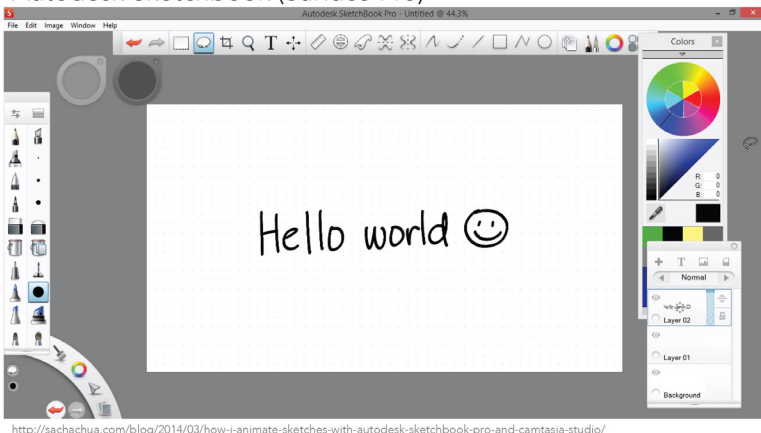 Autodesk SketchBook Pro - Untitled @ 44.3%
File Edit Image Window Help
T
Colors
R: 0
G: 0
B: 0
Hello world
T
Normal
Layer 02
Layer 01
Background
http://sachachua.com/blog/2014/03/how-i-animate-sketches-with-autodesk-sketchbook-pro-and-camtasia-studio/